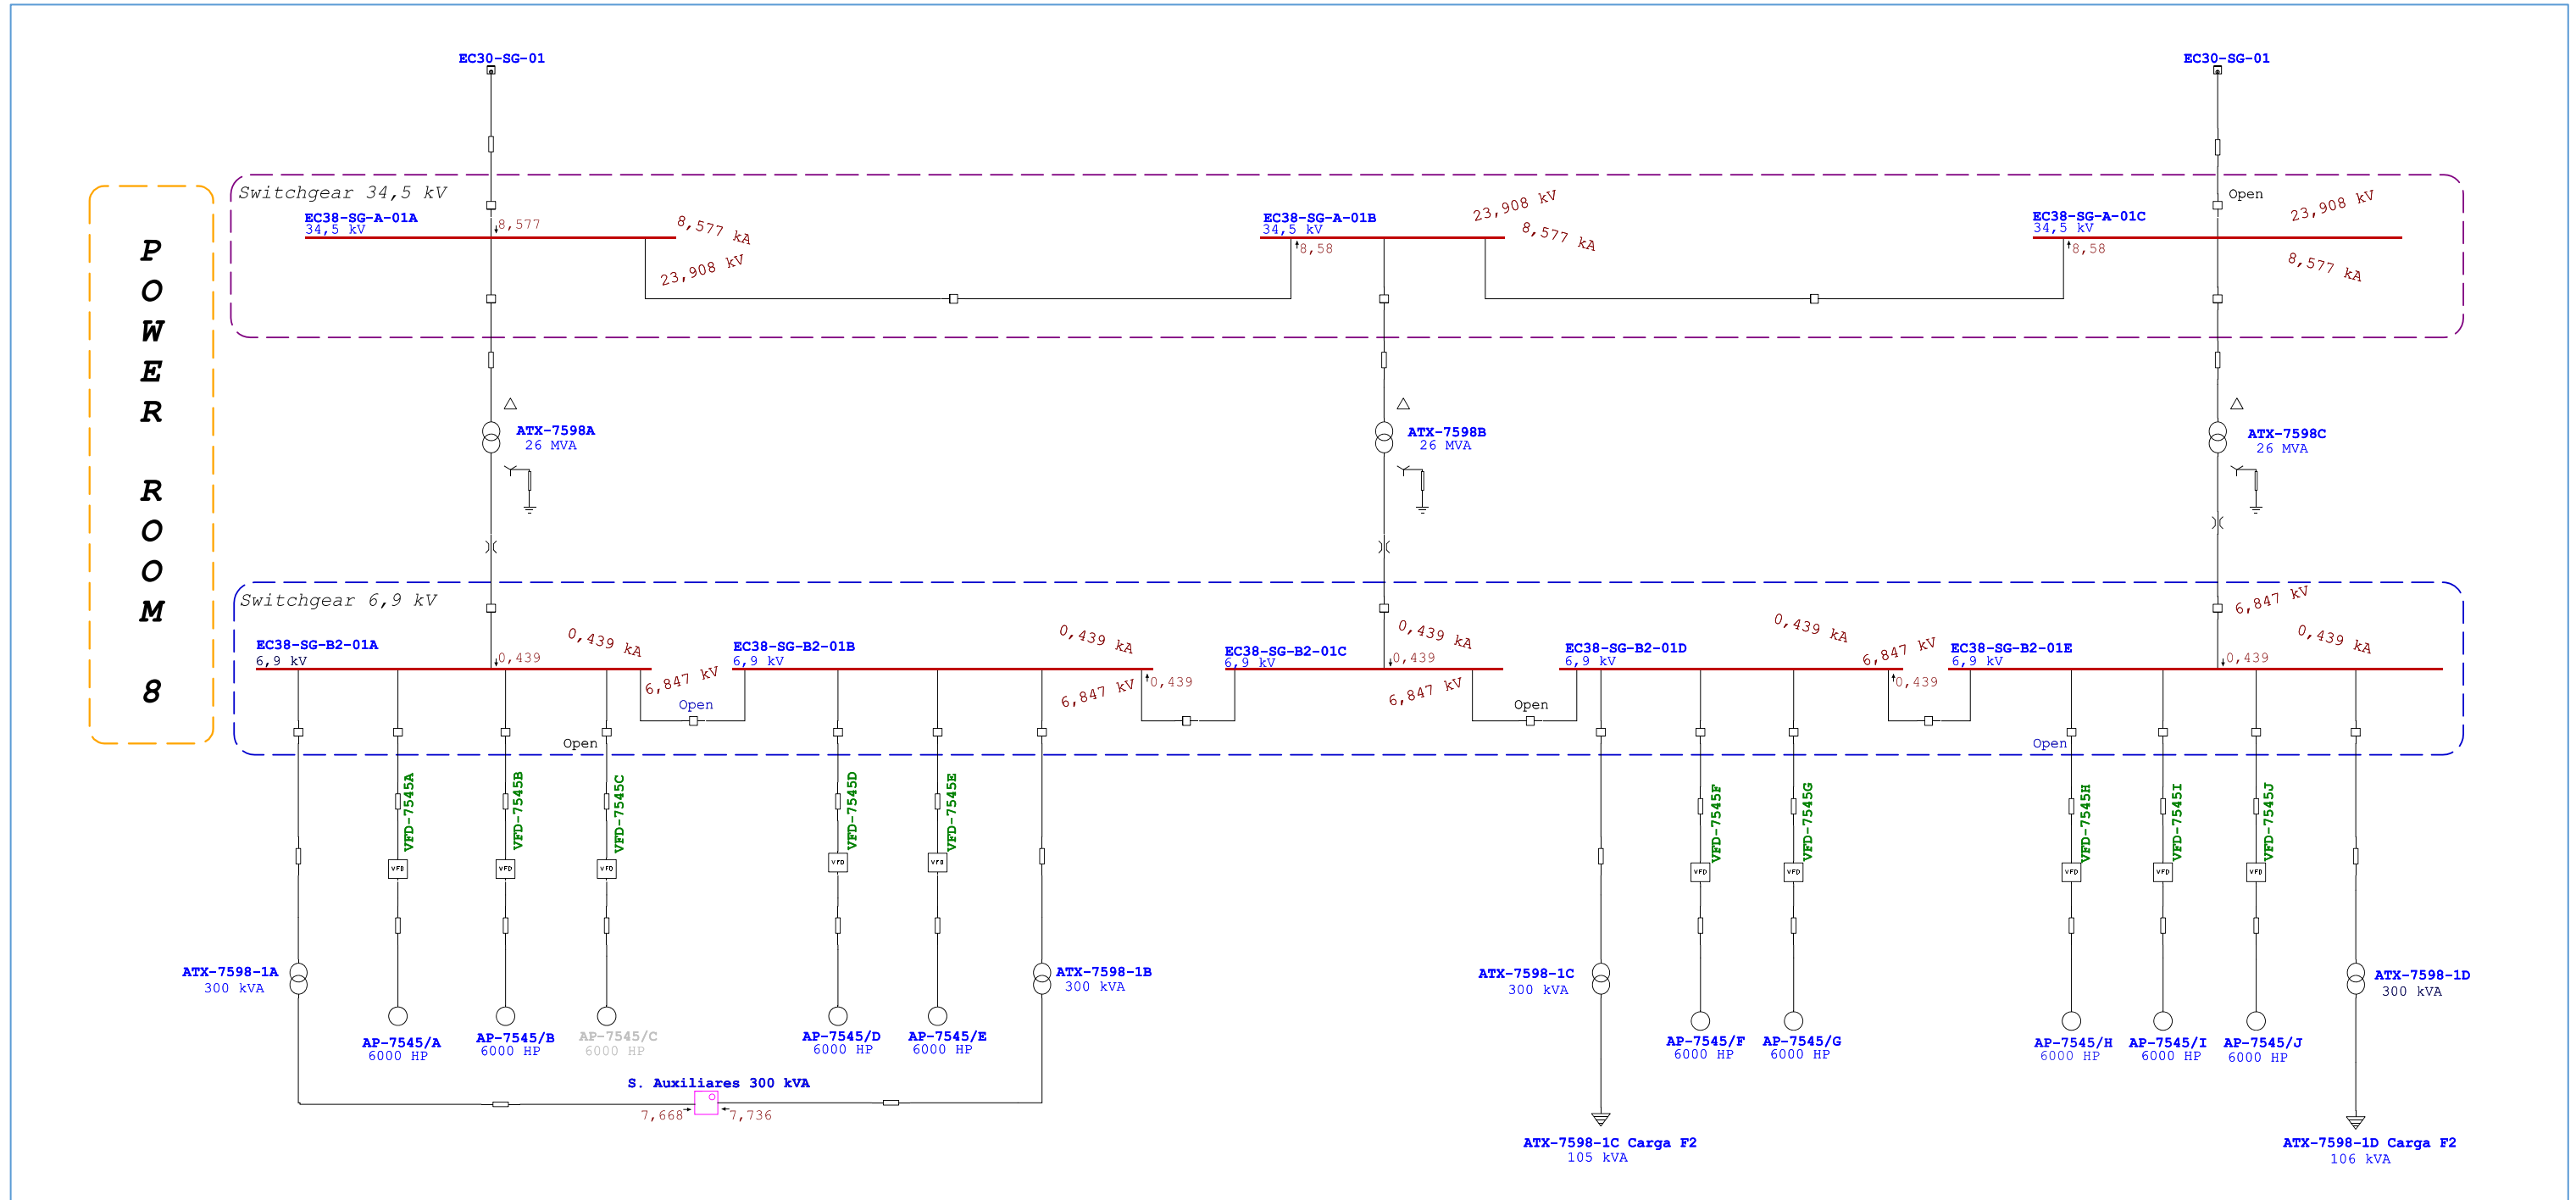 EC30-SG-01
EC30-SG-01
POWER ROOM 8
Switchgear 34,5 kV
Open
EC38-SG-A-01A
34,5 kV
8,577
8,577 kA
23,908 kV
EC38-SG-A-01B
34,5 kV
8,58
23,908 kV
8,577 kA
EC38-SG-A-01C
34,5 kV
8,58
23,908 kV
8,577 kA
ATX-7598A
26 MVA
ATX-7598B
26 MVA
ATX-7598C
26 MVA
Switchgear 6,9 kV
EC38-SG-B2-01A
6,9 kV
0,439
0,439 kA
6,847 kV
Open
EC38-SG-B2-01B
6,9 kV
0,439 kA
6,847 kV
0,439
EC38-SG-B2-01C
6,9 kV
0,439 kA
0,439
6,847 kV
Open
EC38-SG-B2-01D
6,9 kV
0,439 kA
6,847 kV
0,439
EC38-SG-B2-01E
6,9 kV
6,847 kV
0,439 kA
0,439
Open
Open
VFD-7545A
VFD-7545B
VFD-7545C
VFD-7545D
VFD-7545E
VFD-7545F
VFD-7545G
VFD-7545H
VFD-7545I
VFD-7545J
VFD
VFD
VFD
VFD
VFD
VFD
VFD
VFD
VFD
VFD
ATX-7598-1A
300 kVA
ATX-7598-1B
300 kVA
ATX-7598-1C
300 kVA
ATX-7598-1D
300 kVA
AP-7545/A
6000 HP
AP-7545/B
6000 HP
AP-7545/C
6000 HP
AP-7545/D
6000 HP
AP-7545/E
6000 HP
AP-7545/F
6000 HP
AP-7545/G
6000 HP
AP-7545/H
6000 HP
AP-7545/I
6000 HP
AP-7545/J
6000 HP
S. Auxiliares 300 kVA
7,668
7,736
ATX-7598-1C Carga F2
105 kVA
ATX-7598-1D Carga F2
106 kVA